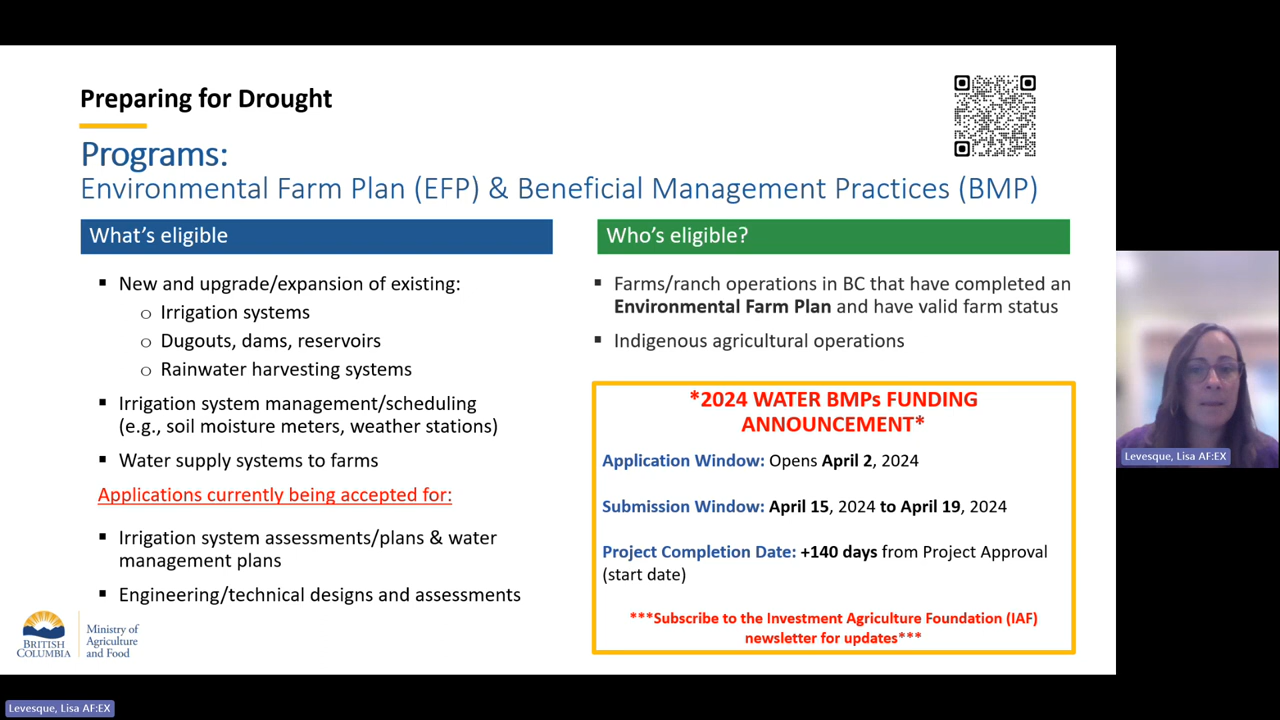 Preparing for Drought
Programs:
Environmental Farm Plan (EFP) & Beneficial Management Practices (BMP)
What's eligible
▪ New and upgrade/expansion of existing:
o Irrigation systems
o Dugouts, dams, reservoirs
o Rainwater harvesting systems
▪ Irrigation system management/scheduling
(e.g., soil moisture meters, weather stations)
▪ Water supply systems to farms
Applications currently being accepted for:
▪ Irrigation system assessments/plans & water
management plans
▪ Engineering/technical designs and assessments
Who's eligible?
▪ Farms/ranch operations in BC that have completed an
Environmental Farm Plan and have valid farm status
▪ Indigenous agricultural operations
*2024 WATER BMPs FUNDING
ANNOUNCEMENT*
Application Window: Opens April 2, 2024
Submission Window: April 15, 2024 to April 19, 2024
Project Completion Date: +140 days from Project Approval
(start date)
***Subscribe to the Investment Agriculture Foundation (IAF)
newsletter for updates***
BRITISH
COLUMBIA
Ministry of
Agriculture
and Food
Levesque, Lisa AF:EX
Levesque, Lisa AF:EX